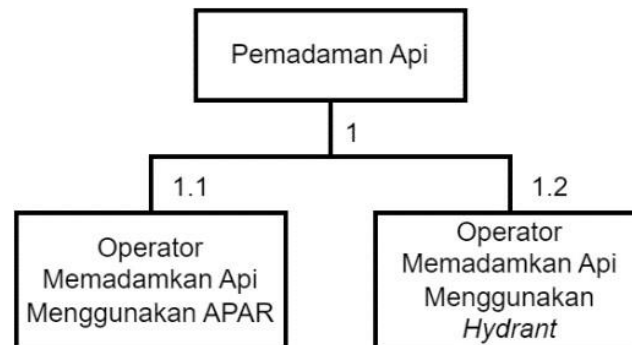 Pemadaman Api
1
1.1
1.2
Operator
Memadamkan Api
Menggunakan APAR
Operator
Memadamkan Api
Menggunakan
Hydrant